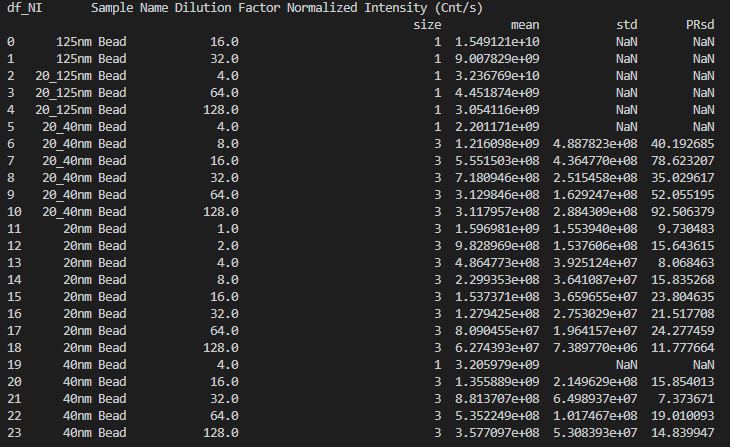 df_NI Sample Name Dilution Factor Normalized Intensity (Cnt/s)
size mean std PRsd
0 125nm Bead 16.0 1 1.549121e+10 NaN NaN
1 125nm Bead 32.0 1 9.007829e+09 NaN NaN
2 20_125nm Bead 4.0 1 3.236769e+10 NaN NaN
3 20_125nm Bead 64.0 1 4.451874e+09 NaN NaN
4 20_125nm Bead 128.0 1 3.054116e+09 NaN NaN
5 20_40nm Bead 4.0 1 2.201171e+09 NaN NaN
6 20_40nm Bead 8.0 3 1.216098e+09 4.887823e+08 40.192685
7 20_40nm Bead 16.0 3 5.551503e+08 4.364770e+08 78.623207
8 20_40nm Bead 32.0 3 7.180946e+08 2.515458e+08 35.029617
9 20_40nm Bead 64.0 3 3.129846e+08 1.629247e+08 52.055195
10 20_40nm Bead 128.0 3 3.117957e+08 2.884309e+08 92.506379
11 20nm Bead 1.0 3 1.596981e+09 1.553940e+08 9.730483
12 20nm Bead 2.0 3 9.828969e+08 1.537606e+08 15.643615
13 20nm Bead 4.0 3 4.864773e+08 3.925124e+07 8.068463
14 20nm Bead 8.0 3 2.299353e+08 3.641087e+07 15.835268
15 20nm Bead 16.0 3 1.537371e+08 3.659655e+07 23.804635
16 20nm Bead 32.0 3 1.279425e+08 2.753029e+07 21.517708
17 20nm Bead 64.0 3 8.090455e+07 1.964157e+07 24.277459
18 20nm Bead 128.0 3 6.274393e+07 7.389770e+06 11.777664
19 40nm Bead 4.0 1 3.205979e+09 NaN NaN
20 40nm Bead 16.0 3 1.355889e+09 2.149629e+08 15.854013
21 40nm Bead 32.0 3 8.813707e+08 6.498937e+07 7.373671
22 40nm Bead 64.0 3 5.352249e+08 1.017467e+08 19.010093
23 40nm Bead 128.0 3 3.577097e+08 5.308393e+07 14.839947